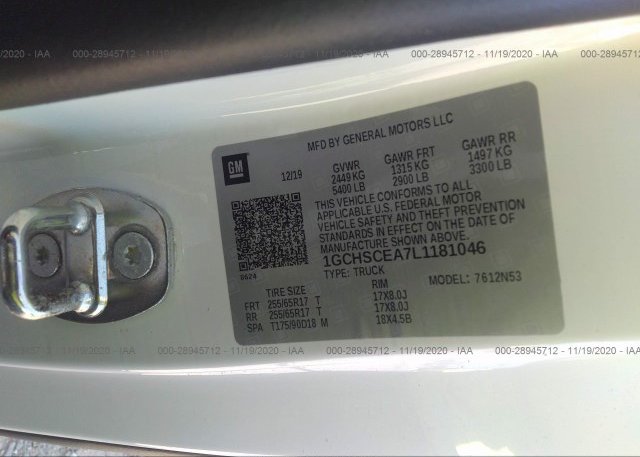 000-28945712 - 11/19/2020 - IAA
MFD BY GENERAL MOTORS LLC
GM
12/19
GVWR GAWR FRT GAWR RR
2449 KG 1315 KG 1497 KG
5400 LB 2900 LB 3300 LB
THIS VEHICLE CONFORMS TO ALL
APPLICABLE U.S. FEDERAL MOTOR
VEHICLE SAFETY AND THEFT PREVENTION
STANDARDS IN EFFECT ON THE DATE OF
MANUFACTURE SHOWN ABOVE.
8624
1GCHSCEA7L1181046
TYPE: TRUCK
MODEL: 7612N53
TIRE SIZE RIM
FRT 255/65R17 T 17X8.0J
RR 255/65R17 T 17X8.0J
SPA T175/90D18 M 18X4.5B
000-28945712 - 11/19/2020 - IAA